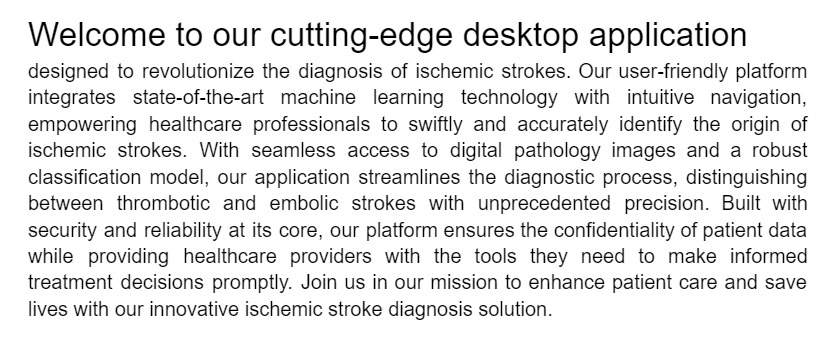 Welcome to our cutting-edge desktop application
designed to revolutionize the diagnosis of ischemic strokes. Our user-friendly platform
integrates state-of-the-art machine learning technology with intuitive navigation,
empowering healthcare professionals to swiftly and accurately identify the origin of
ischemic strokes. With seamless access to digital pathology images and a robust
classification model, our application streamlines the diagnostic process, distinguishing
between thrombotic and embolic strokes with unprecedented precision. Built with
security and reliability at its core, our platform ensures the confidentiality of patient data
while providing healthcare providers with the tools they need to make informed
treatment decisions promptly. Join us in our mission to enhance patient care and save
lives with our innovative ischemic stroke diagnosis solution.